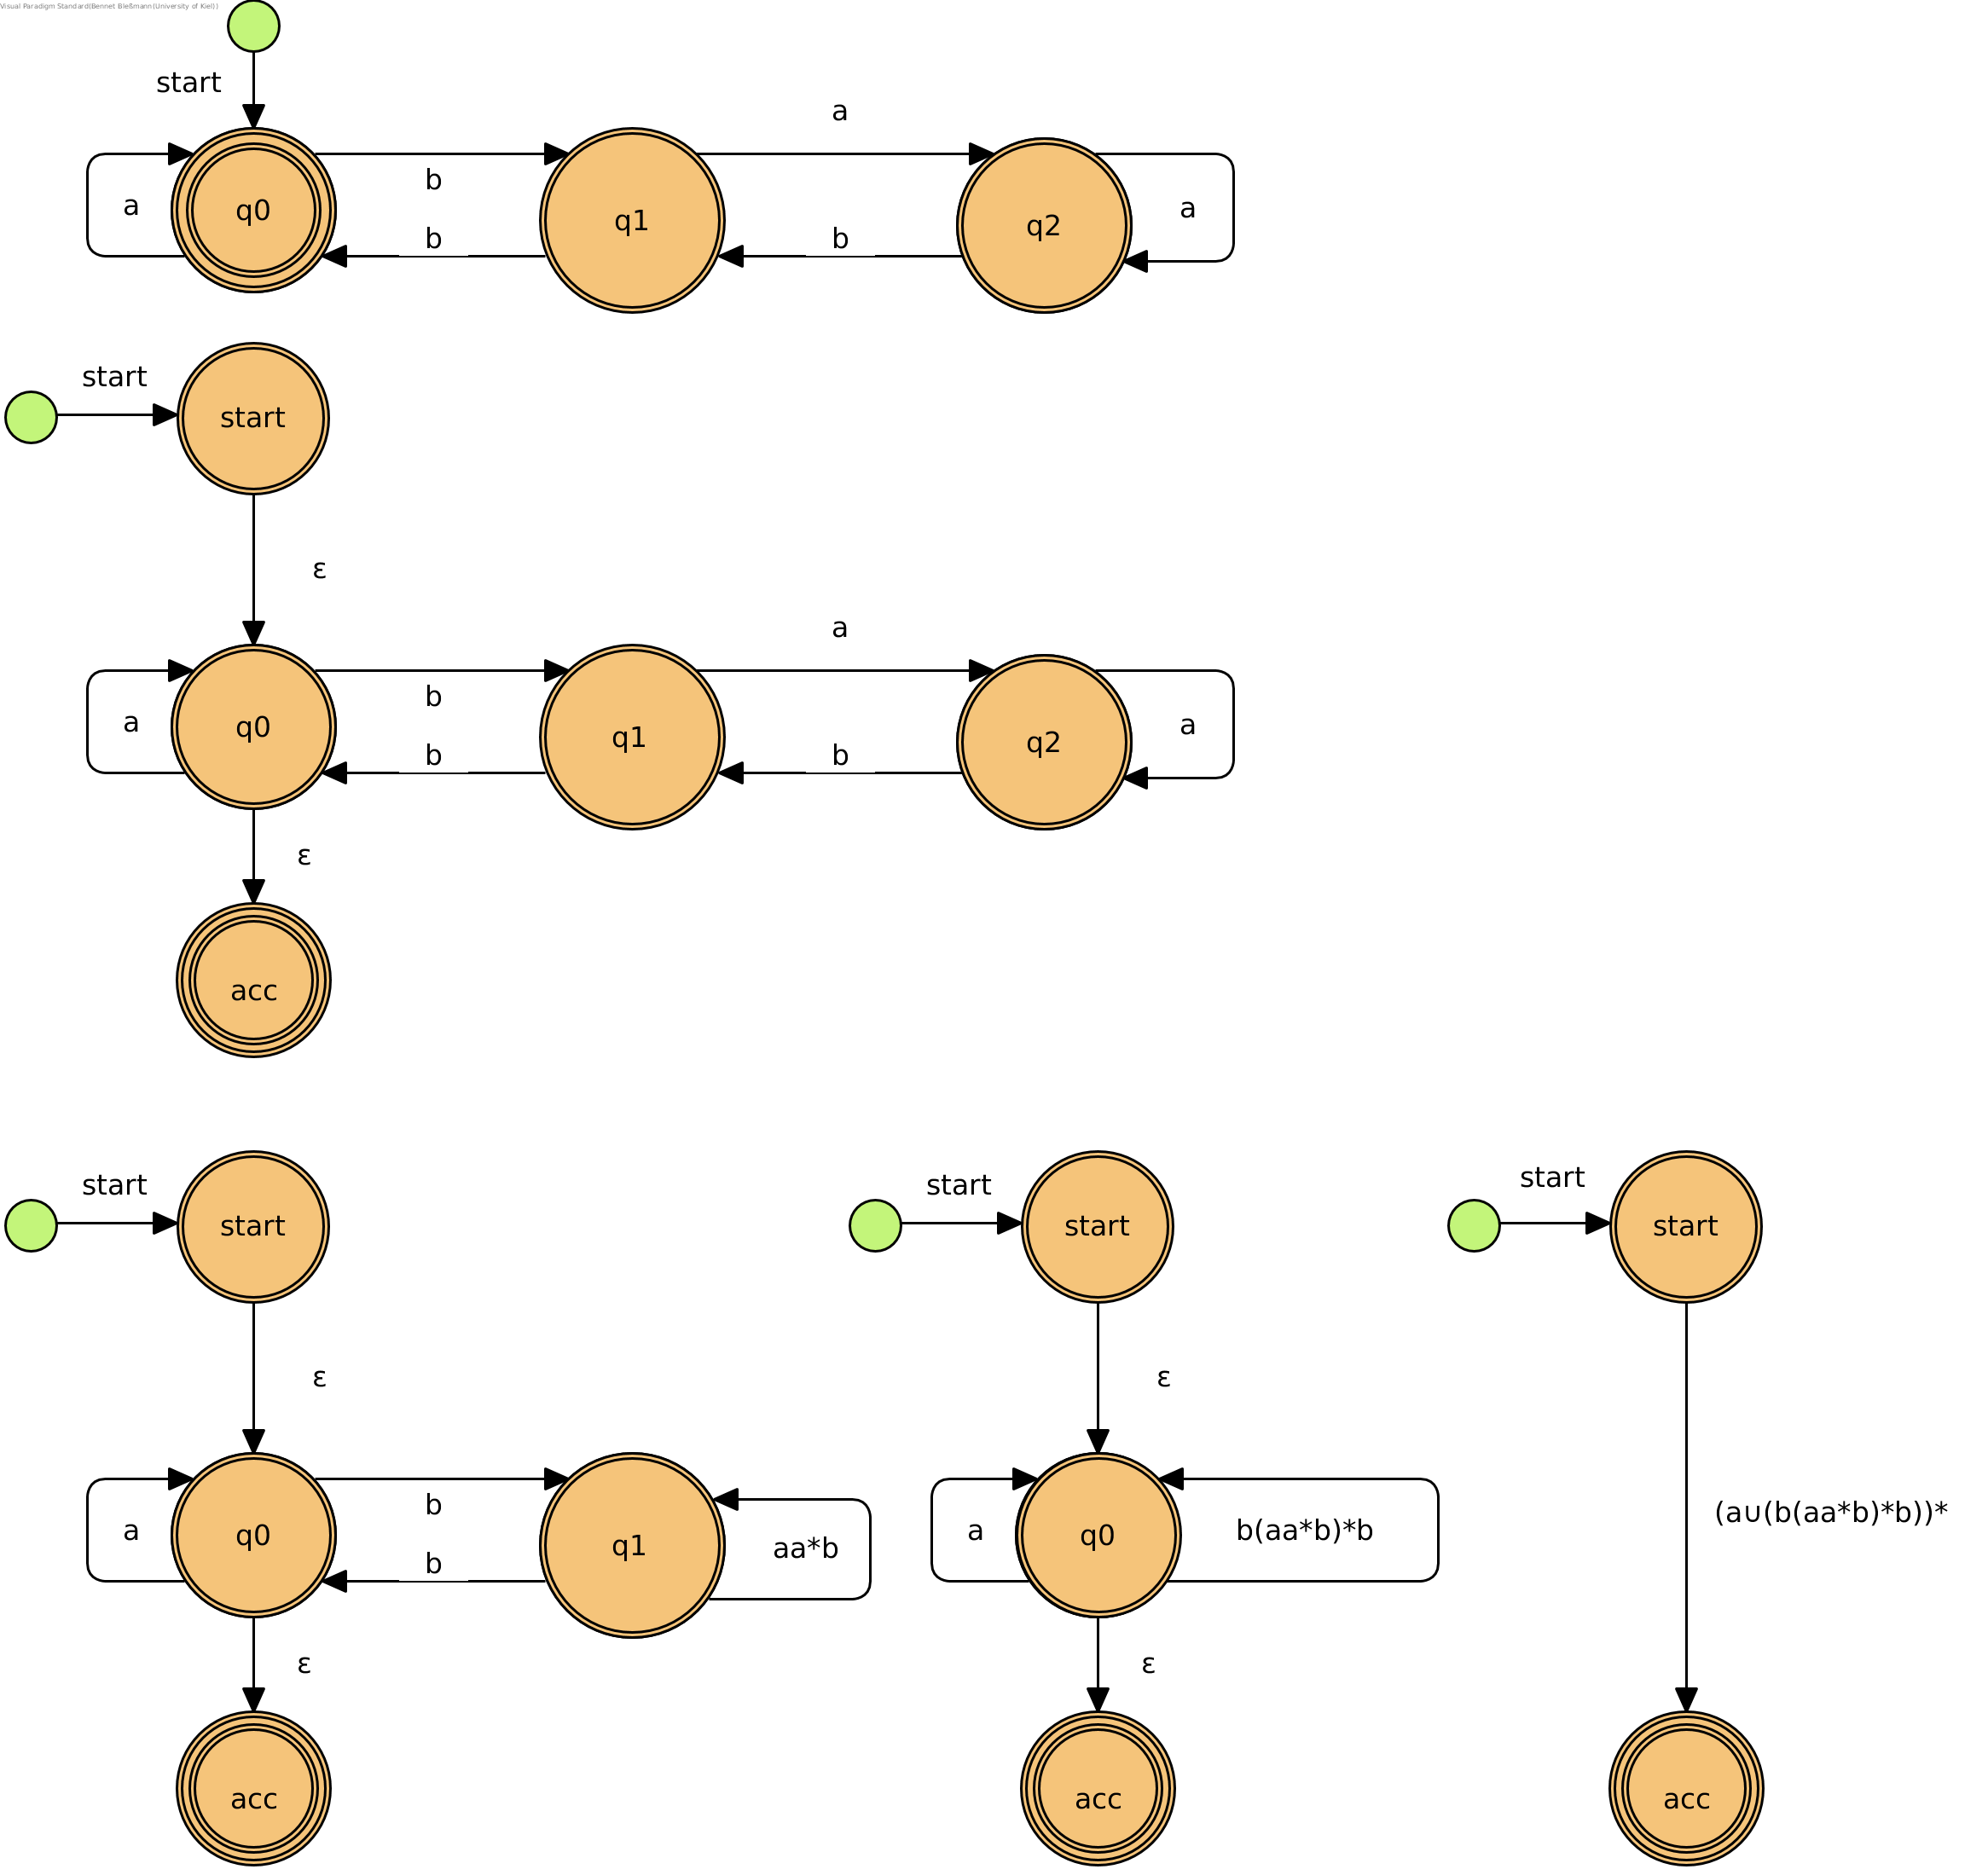 Visual Paradigm Standard(Bennet Bleßmann(University of Kiel))
start
a
a
q0
b
q1
b
b
q2
a
start
start
ε
a
a
q0
b
q1
b
b
q2
a
ε
acc
start
start
start
start
start
start
ε
ε
a
q0
b
b
q1
aa*b
a
q0
b(aa*b)*b
(a∪(b(aa*b)*b))*
ε
ε
acc
acc
acc